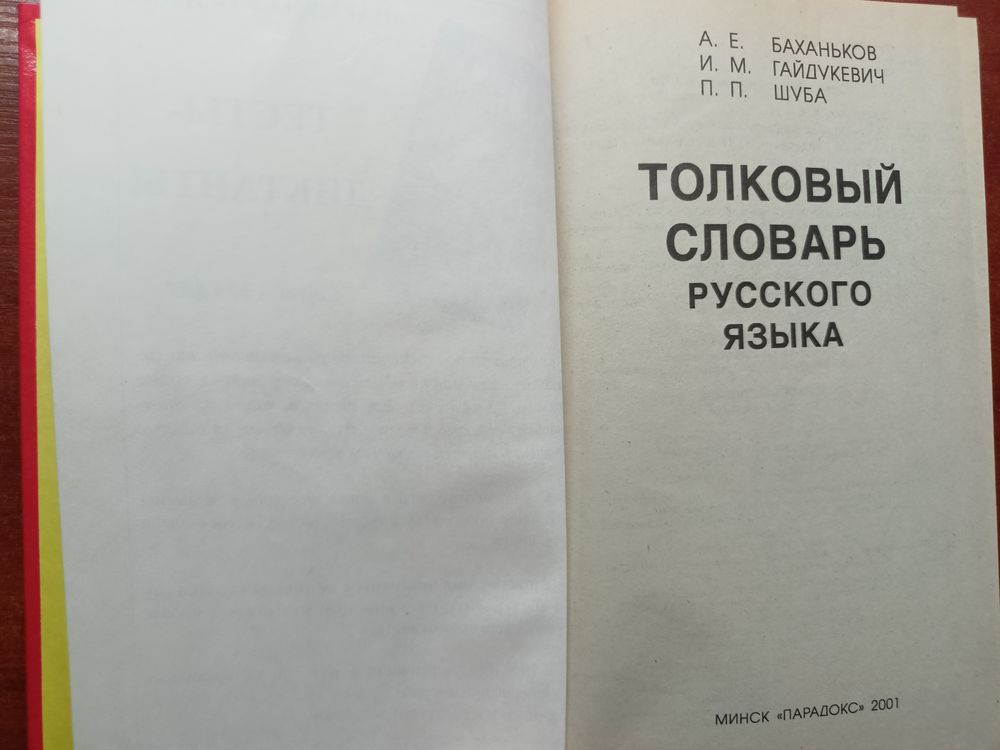 А. Е. БАХАНЬКОВ
И. М. ГАЙДУКЕВИЧ
П. П. ШУБА
ТОЛКОВЫЙ
СЛОВАРЬ
РУССКОГО
ЯЗЫКА
МИНСК «ПАРАДОКС» 2001